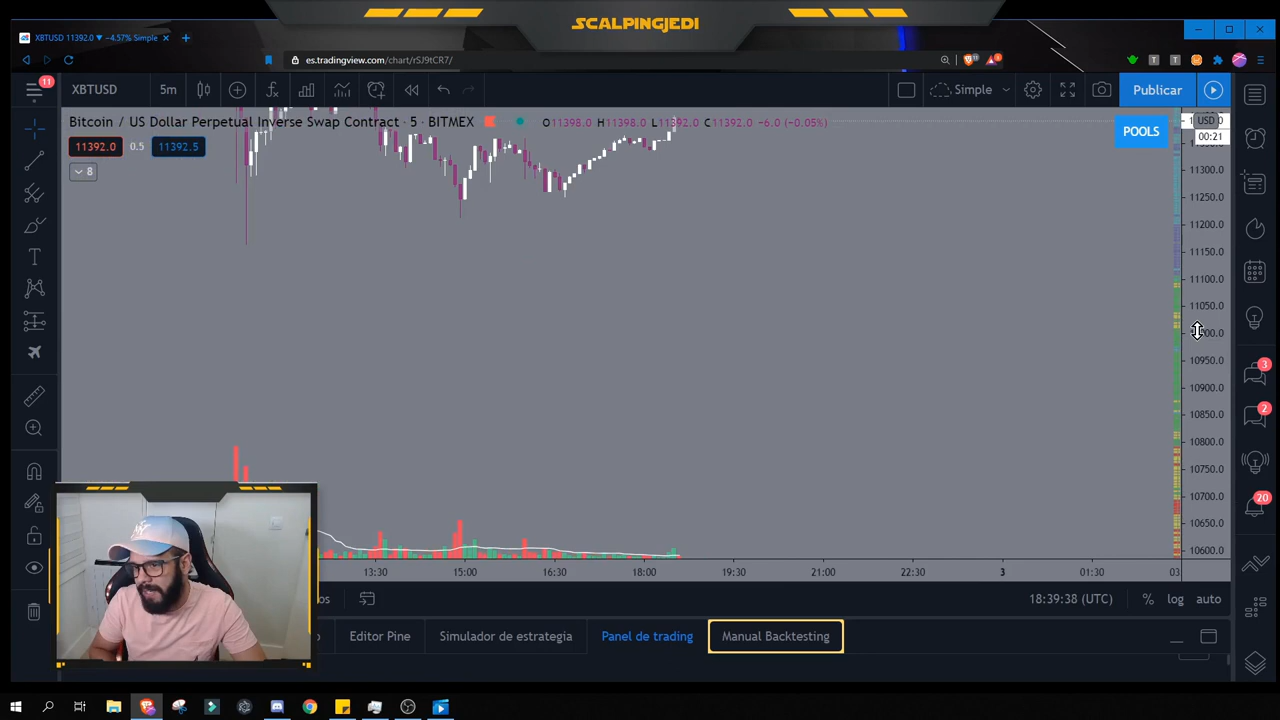 SCALPINGJEDI
XBTUSD 11392.0 ▼ −4.57% Simple
es.tradingview.com/chart/rSJ9tCR7/
11
XBTUSD
5m
Simple
Publicar
Bitcoin / US Dollar Perpetual Inverse Swap Contract · 5 · BITMEX
O11398.0 H11398.0 L11392.0 C11392.0 −6.0 (−0.05%)
11392.0
0.5
11392.5
8
POOLS
USD
00:21
11300.0
11250.0
11200.0
11150.0
11100.0
11050.0
10950.0
10900.0
10850.0
10800.0
10750.0
10700.0
10650.0
10600.0
3
2
20
13:30
15:00
16:30
18:00
19:30
21:00
22:30
3
01:30
03
18:39:38 (UTC)
%
log
auto
Editor Pine
Simulador de estrategia
Panel de trading
Manual Backtesting